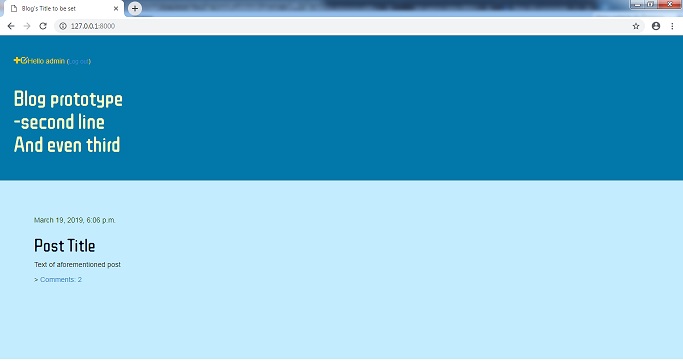 Blog's Title to be set
127.0.0.1:8000
Hello admin (Log out)
Blog prototype
-second line
And even third
March 19, 2019, 6:06 p.m.
Post Title
Text of aforementioned post
> Comments: 2